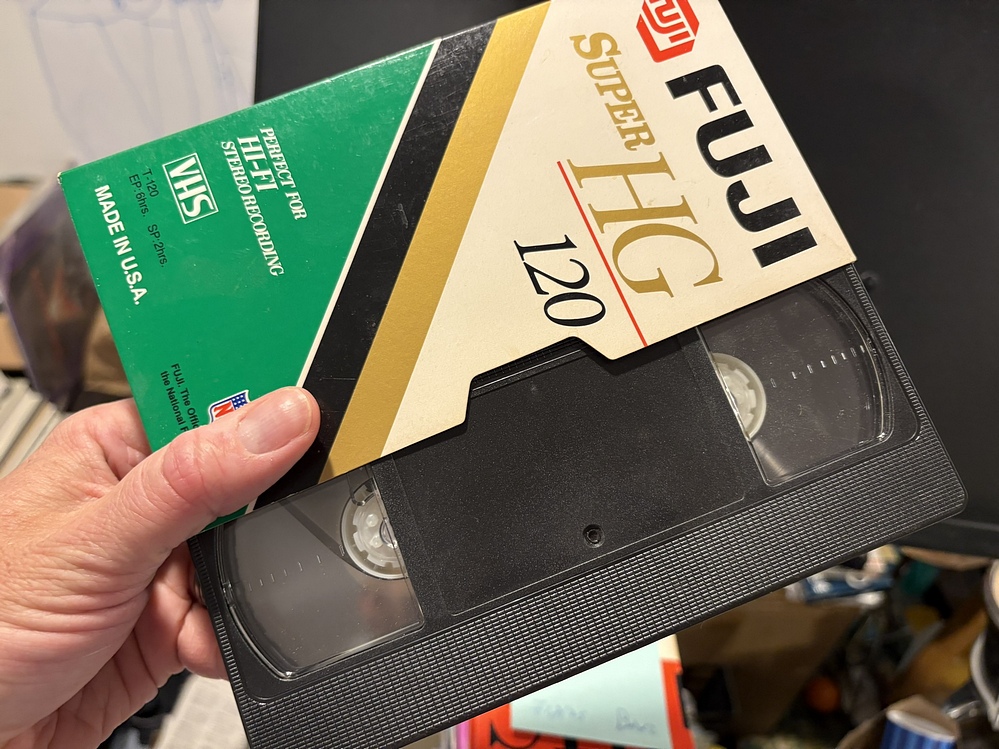 FUJI
FUJI
SUPER
HG
120
PERFECT FOR
HI-FI
STEREO RECORDING
VHS
T-120
EP:6hrs. SP:2hrs.
MADE IN U.S.A.
FUJI. The
the National